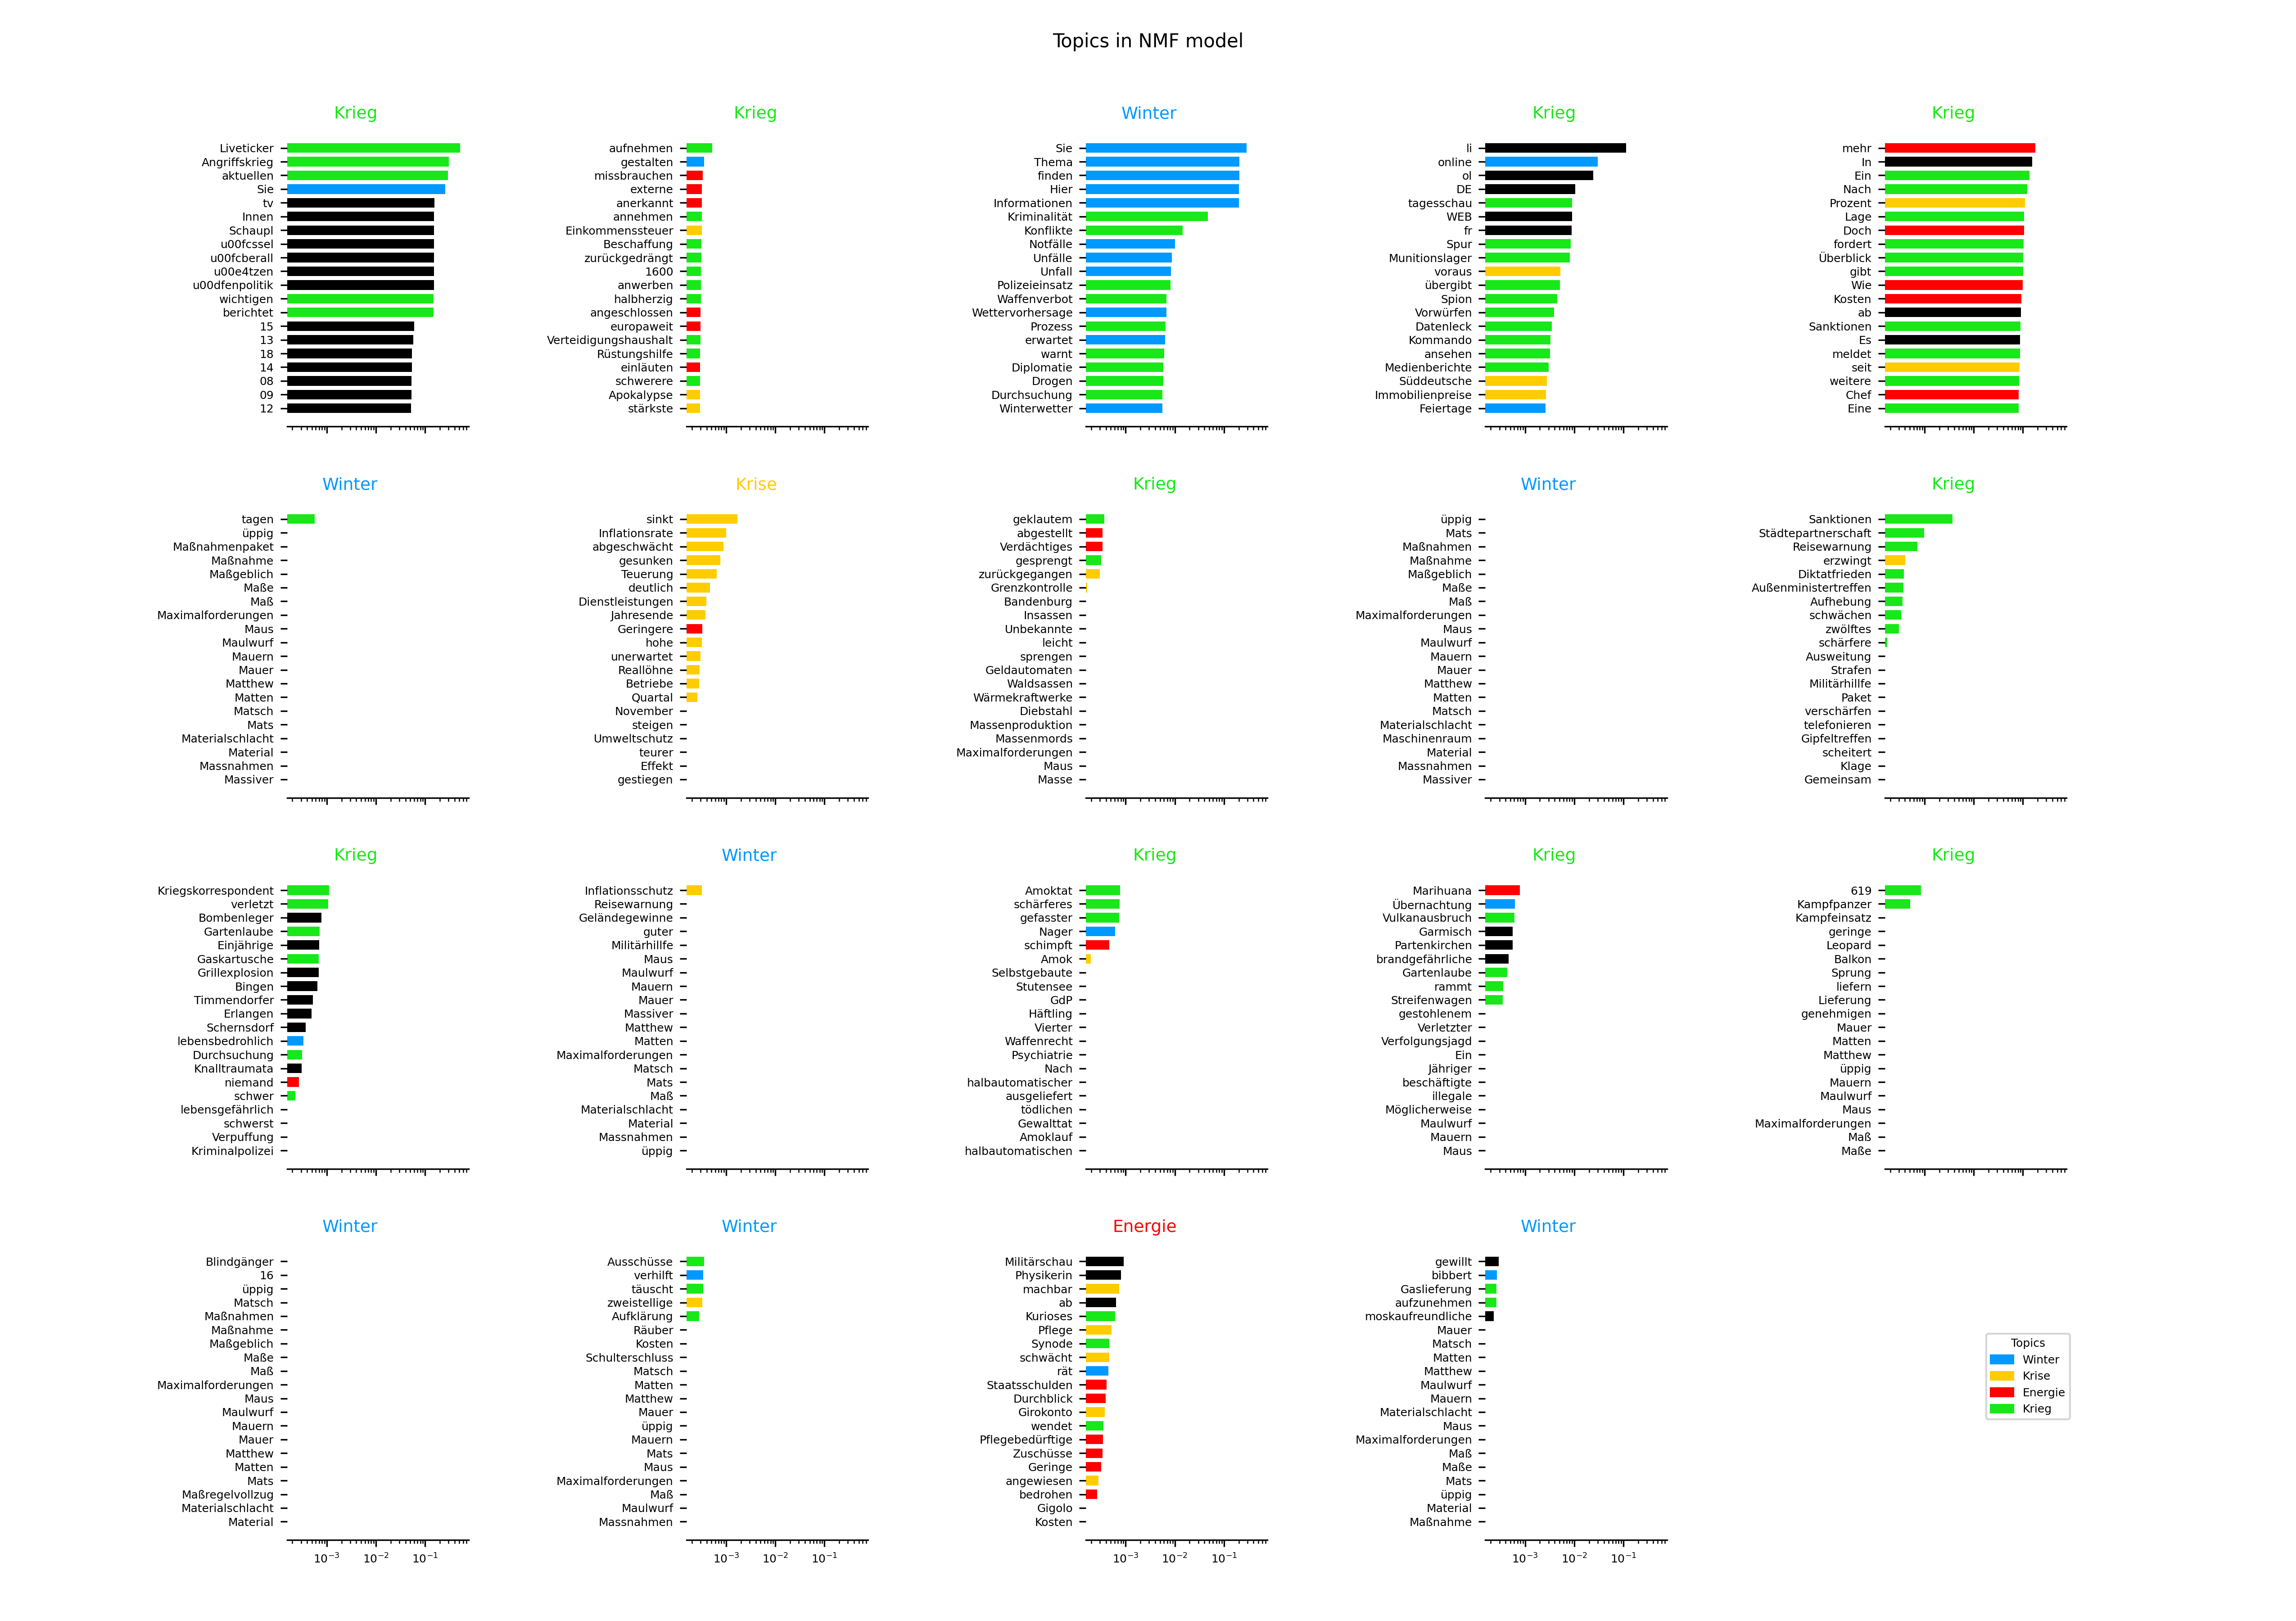 Topics in NMF model
Krieg
Liveticker
Angriffskrieg
aktuellen
Sie
tv
Innen
Schaupl
u00fcssel
u00fcberall
u00e4tzen
u00dfenpolitik
wichtigen
berichtet
15
13
18
14
08
09
12
Krieg
aufnehmen
gestalten
missbrauchen
externe
anerkannt
annehmen
Einkommenssteuer
Beschaffung
zurückgedrängt
1600
anwerben
halbherzig
angeschlossen
europaweit
Verteidigungshaushalt
Rüstungshilfe
einläuten
schwerere
Apokalypse
stärkste
Winter
Sie
Thema
finden
Hier
Informationen
Kriminalität
Konflikte
Notfälle
Unfälle
Unfall
Polizeieinsatz
Waffenverbot
Wettervorhersage
Prozess
erwartet
warnt
Diplomatie
Drogen
Durchsuchung
Winterwetter
Krieg
li
online
ol
DE
tagesschau
WEB
fr
Spur
Munitionslager
voraus
übergibt
Spion
Vorwürfen
Datenleck
Kommando
ansehen
Medienberichte
Süddeutsche
Immobilienpreise
Feiertage
Krieg
mehr
In
Ein
Nach
Prozent
Lage
Doch
fordert
Überblick
gibt
Wie
Kosten
ab
Sanktionen
Es
meldet
seit
weitere
Chef
Eine
Winter
tagen
üppig
Maßnahmenpaket
Maßnahme
Maßgeblich
Maße
Maß
Maximalforderungen
Maus
Maulwurf
Mauern
Mauer
Matthew
Matten
Matsch
Mats
Materialschlacht
Material
Massnahmen
Massiver
Krise
sinkt
Inflationsrate
abgeschwächt
gesunken
Teuerung
deutlich
Dienstleistungen
Jahresende
Geringere
hohe
unerwartet
Reallöhne
Betriebe
Quartal
November
steigen
Umweltschutz
teurer
Effekt
gestiegen
Krieg
geklautem
abgestellt
Verdächtiges
gesprengt
zurückgegangen
Grenzkontrolle
Bandenburg
Insassen
Unbekannte
leicht
sprengen
Geldautomaten
Waldsassen
Wärmekraftwerke
Diebstahl
Massenproduktion
Massenmords
Maximalforderungen
Maus
Masse
Winter
üppig
Mats
Maßnahmen
Maßnahme
Maßgeblich
Maße
Maß
Maximalforderungen
Maus
Maulwurf
Mauern
Mauer
Matthew
Matten
Matsch
Materialschlacht
Maschinenraum
Material
Massnahmen
Massiver
Krieg
Sanktionen
Städtepartnerschaft
Reisewarnung
erzwingt
Diktatfrieden
Außenministertreffen
Aufhebung
schwächen
zwölftes
schärfere
Ausweitung
Strafen
Militärhillfe
Paket
verschärfen
telefonieren
Gipfeltreffen
scheitert
Klage
Gemeinsam
Krieg
Kriegskorrespondent
verletzt
Bombenleger
Gartenlaube
Einjährige
Gaskartusche
Grillexplosion
Bingen
Timmendorfer
Erlangen
Schernsdorf
lebensbedrohlich
Durchsuchung
Knalltraumata
niemand
schwer
lebensgefährlich
schwerst
Verpuffung
Kriminalpolizei
Winter
Inflationsschutz
Reisewarnung
Geländegewinne
guter
Militärhillfe
Maus
Maulwurf
Mauern
Mauer
Massiver
Matthew
Matten
Maximalforderungen
Matsch
Mats
Maß
Materialschlacht
Material
Massnahmen
üppig
Krieg
Amoktat
schärferes
gefasster
Nager
schimpft
Amok
Selbstgebaute
Stutensee
GdP
Häftling
Vierter
Waffenrecht
Psychiatrie
Nach
halbautomatischer
ausgeliefert
tödlichen
Gewalttat
Amoklauf
halbautomatischen
Krieg
Marihuana
Übernachtung
Vulkanausbruch
Garmisch
Partenkirchen
brandgefährliche
Gartenlaube
rammt
Streifenwagen
gestohlenem
Verletzter
Verfolgungsjagd
Ein
Jähriger
beschäftigte
illegale
Möglicherweise
Maulwurf
Mauern
Maus
Krieg
619
Kampfpanzer
Kampfeinsatz
geringe
Leopard
Balkon
Sprung
liefern
Lieferung
genehmigen
Mauer
Matten
Matthew
üppig
Mauern
Maulwurf
Maus
Maximalforderungen
Maß
Maße
Winter
Blindgänger
16
üppig
Matsch
Maßnahmen
Maßnahme
Maßgeblich
Maße
Maß
Maximalforderungen
Maus
Maulwurf
Mauern
Mauer
Matthew
Matten
Mats
Maßregelvollzug
Materialschlacht
Material
10⁻³ 10⁻² 10⁻¹
Winter
Ausschüsse
verhilft
täuscht
zweistellige
Aufklärung
Räuber
Kosten
Schulterschluss
Matsch
Matten
Matthew
Mauer
üppig
Mauern
Mats
Maus
Maximalforderungen
Maß
Maulwurf
Massnahmen
10⁻³ 10⁻² 10⁻¹
Energie
Militärschau
Physikerin
machbar
ab
Kurioses
Pflege
Synode
schwächt
rät
Staatsschulden
Durchblick
Girokonto
wendet
Pflegebedürftige
Zuschüsse
Geringe
angewiesen
bedrohen
Gigolo
Kosten
10⁻³ 10⁻² 10⁻¹
Winter
gewillt
bibbert
Gaslieferung
aufzunehmen
moskaufreundliche
Mauer
Matsch
Matten
Matthew
Maulwurf
Mauern
Materialschlacht
Maus
Maximalforderungen
Maß
Maße
Mats
üppig
Material
Maßnahme
10⁻³ 10⁻² 10⁻¹
Topics
Winter
Krise
Energie
Krieg